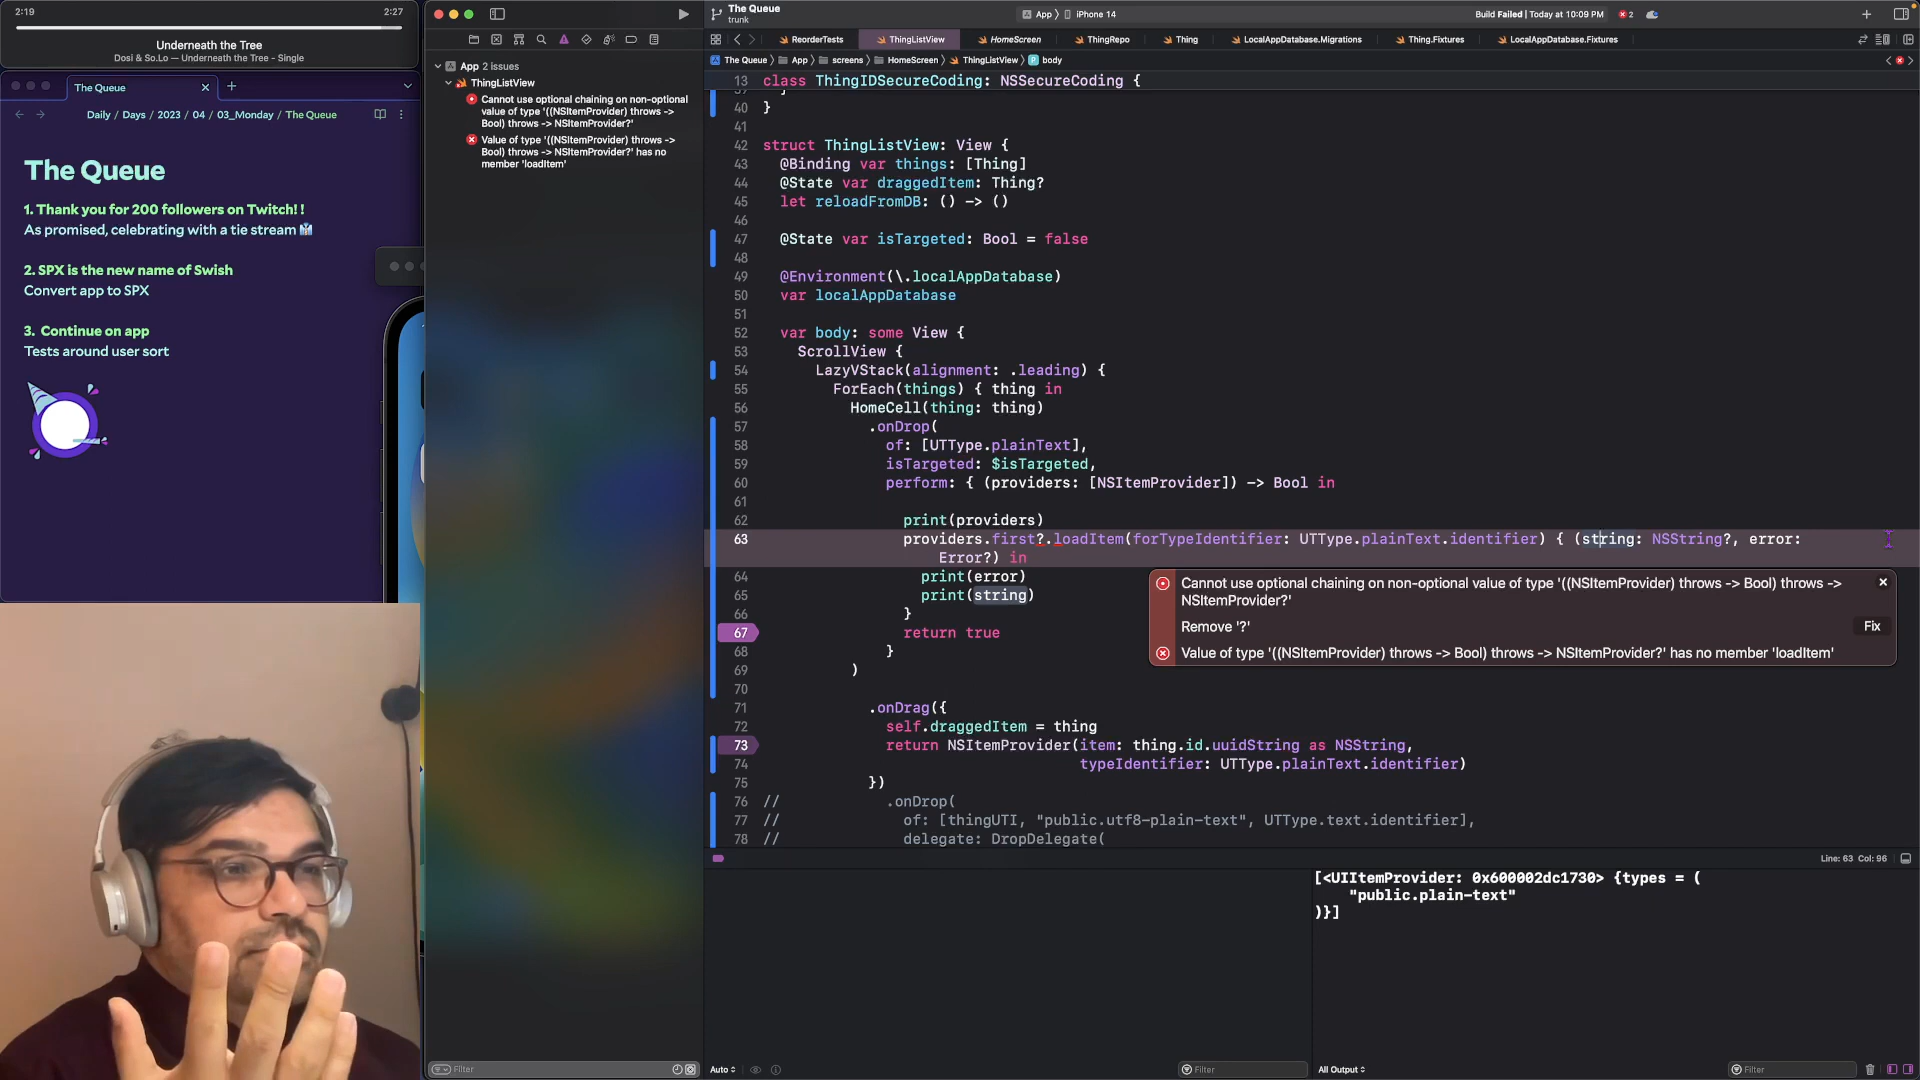 2:19
2:27
Underneath the Tree
Dosi & So.Lo — Underneath the Tree - Single
The Queue
Daily / Days / 2023 / 04 / 03_Monday / The Queue
The Queue
1. Thank you for 200 followers on Twitch! !
As promised, celebrating with a tie stream
2. SPX is the new name of Swish
Convert app to SPX
3. Continue on app
Tests around user sort
App 2 issues
ThingListView
Cannot use optional chaining on non-optional
value of type '((NSItemProvider) throws ->
Bool) throws -> NSItemProvider?'
Value of type '((NSItemProvider) throws ->
Bool) throws -> NSItemProvider?' has no
member 'loadItem'
Filter
The Queue
trunk
App
iPhone 14
Build Failed | Today at 10:09 PM
2
ReorderTests
ThingListView
HomeScreen
ThingRepo
Thing
LocalAppDatabase.Migrations
Thing.Fixtures
LocalAppDatabase.Fixtures
The Queue > App > screens > HomeScreen > ThingListView > body
13 class ThingIDSecureCoding: NSSecureCoding {
40 }
41
42 struct ThingListView: View {
43 @Binding var things: [Thing]
44 @State var draggedItem: Thing?
45 let reloadFromDB: () -> ()
46
47 @State var isTargeted: Bool = false
48
49 @Environment(\.localAppDatabase)
50 var localAppDatabase
51
52 var body: some View {
53 ScrollView {
54 LazyVStack(alignment: .leading) {
55 ForEach(things) { thing in
56 HomeCell(thing: thing)
57 .onDrop(
58 of: [UTType.plainText],
59 isTargeted: $isTargeted,
60 perform: { (providers: [NSItemProvider]) -> Bool in
61
62 print(providers)
63 providers.first?.loadItem(forTypeIdentifier: UTType.plainText.identifier) { (string: NSString?, error:
Error?) in
64 print(error)
65 print(string)
66 }
67 return true
68 }
69 )
70
71 .onDrag({
72 self.draggedItem = thing
73 return NSItemProvider(item: thing.id.uuidString as NSString,
74 typeIdentifier: UTType.plainText.identifier)
75 })
76 // .onDrop(
77 // of: [thingUTI, "public.utf8-plain-text", UTType.text.identifier],
78 // delegate: DropDelegate(
Cannot use optional chaining on non-optional value of type '((NSItemProvider) throws -> Bool) throws ->
NSItemProvider?'
Remove '?'
Fix
Value of type '((NSItemProvider) throws -> Bool) throws -> NSItemProvider?' has no member 'loadItem'
Line: 63 Col: 96
[<UIItemProvider: 0x600002dc1730> {types = (
"public.plain-text"
)}]
Auto
Filter
All Output
Filter